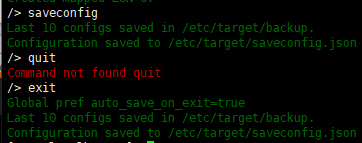 /> saveconfig
Last 10 configs saved in /etc/target/backup.
Configuration saved to /etc/target/saveconfig.json
/> quit
Command not found quit
/> exit
Global pref auto_save_on_exit=true
Last 10 configs saved in /etc/target/backup.
Configuration saved to /etc/target/saveconfig.json